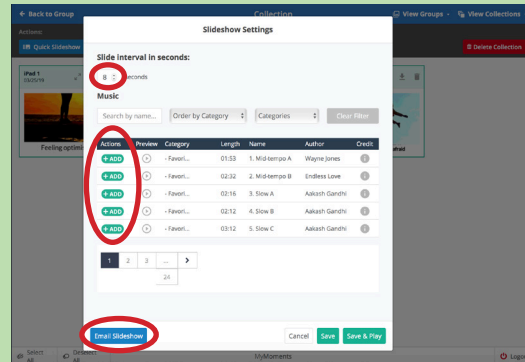 ← Back to Group
Collection
View Groups
View Collections
Actions:
Quick Slideshow
Delete Collection
Slideshow Settings
iPad 1
03/25/19
Slide interval in seconds:
8 seconds
Music
Search by name...
Order by Category
Categories
Clear Filter
Feeling optimi
afraid
Actions Preview Category Length Name Author Credit
+ ADD - Favori... 01:53 1. Mid-tempo A Wayne Jones
+ ADD - Favori... 02:32 2. Mid-tempo B Endless Love
+ ADD - Favori... 02:16 3. Slow A Aakash Gandhi
+ ADD - Favori... 02:12 4. Slow B Aakash Gandhi
+ ADD - Favori... 03:12 5. Slow C Aakash Gandhi
1 2 3 ... >
24
Email Slideshow
Cancel
Save
Save & Play
Select All
Deselect All
MyMoments
Logo